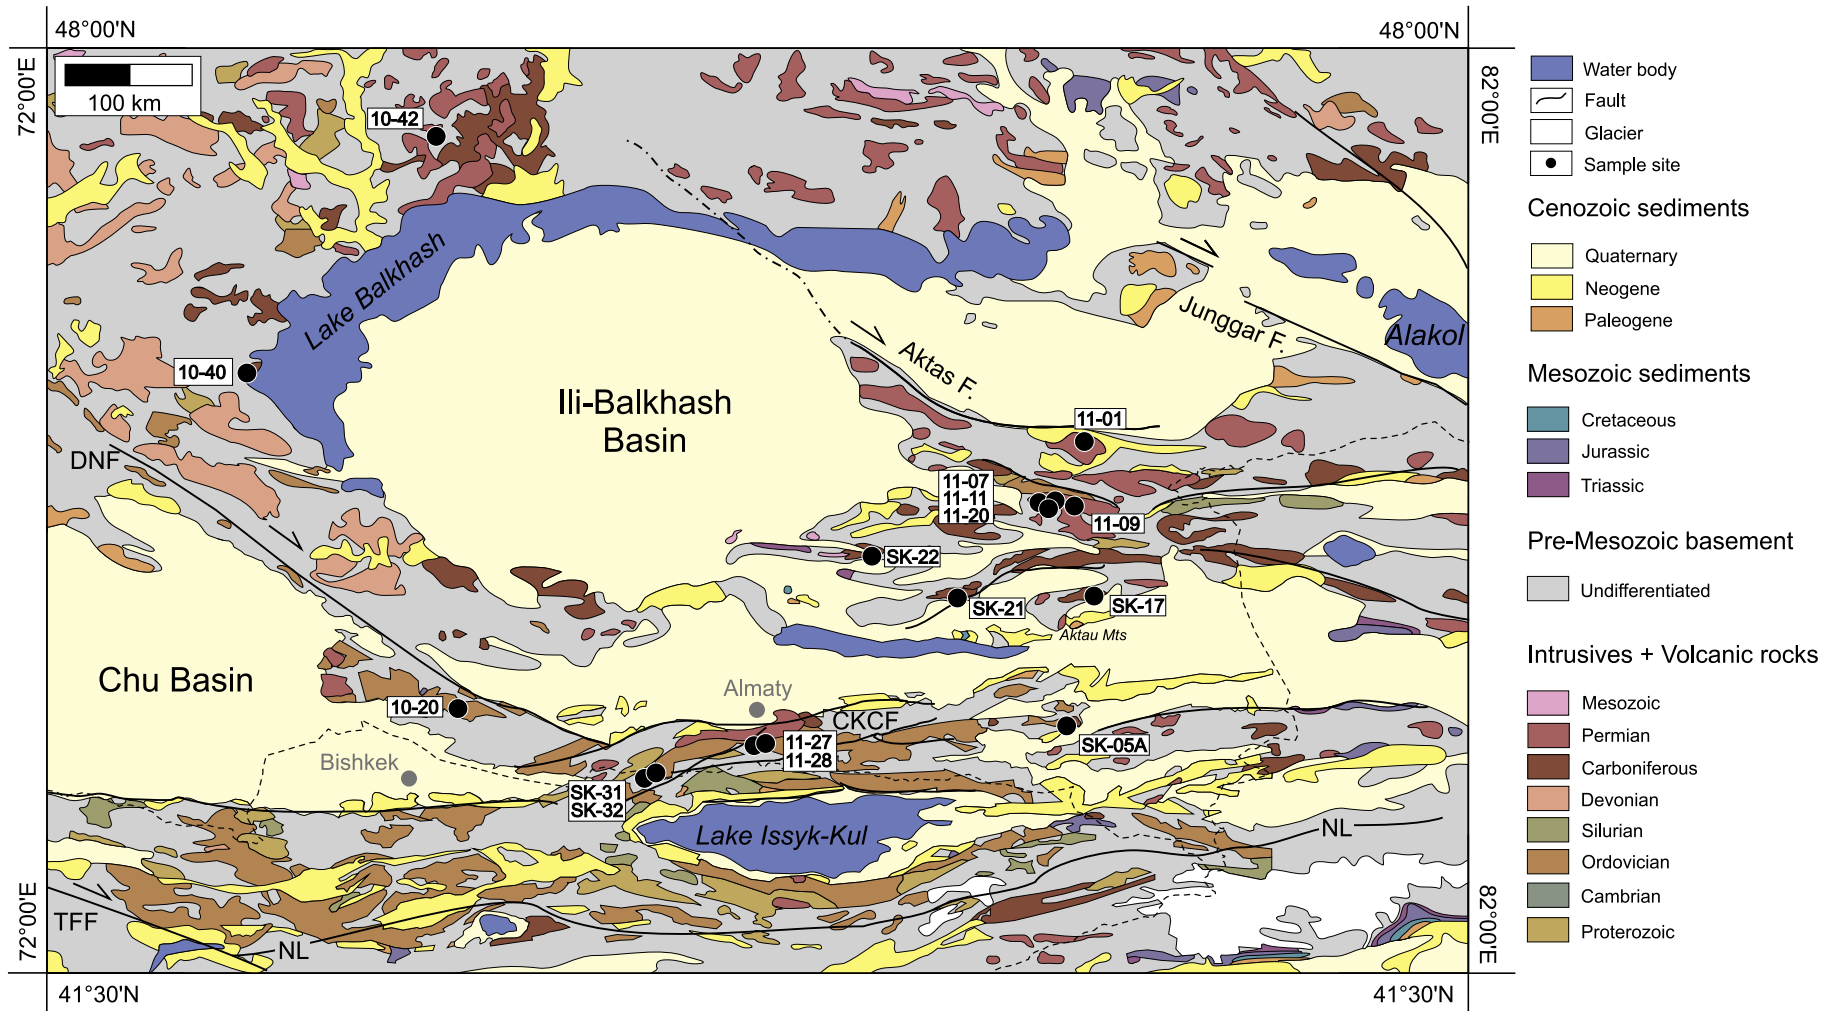 48°00'N
48°00'N
72°00'E
82°00'E
100 km
10-42
Lake Balkhash
10-40
Ili-Balkhash
Basin
Aktas F.
Junggar F.
Alakol
11-01
DNF
11-07
11-11
11-20
11-09
SK-22
SK-21
SK-17
Aktau Mts
Chu Basin
10-20
Almaty
CKCF
11-27
11-28
SK-05A
Bishkek
SK-31
SK-32
Lake Issyk-Kul
NL
TFF
NL
72°00'E
82°00'E
41°30'N
41°30'N
Water body
Fault
Glacier
Sample site
Cenozoic sediments
Quaternary
Neogene
Paleogene
Mesozoic sediments
Cretaceous
Jurassic
Triassic
Pre-Mesozoic basement
Undifferentiated
Intrusives + Volcanic rocks
Mesozoic
Permian
Carboniferous
Devonian
Silurian
Ordovician
Cambrian
Proterozoic